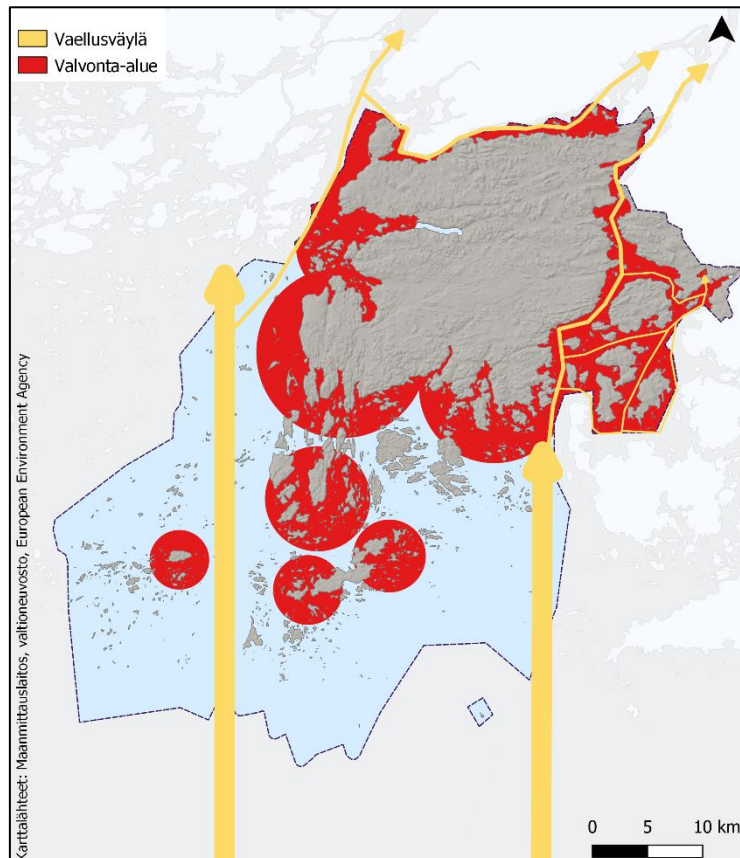 Vaellusväylä
Valvonta-alue
Karttalähteet: Maanmittauslaitos, valtioneuvosto, European Environment Agency
0 5 10 km